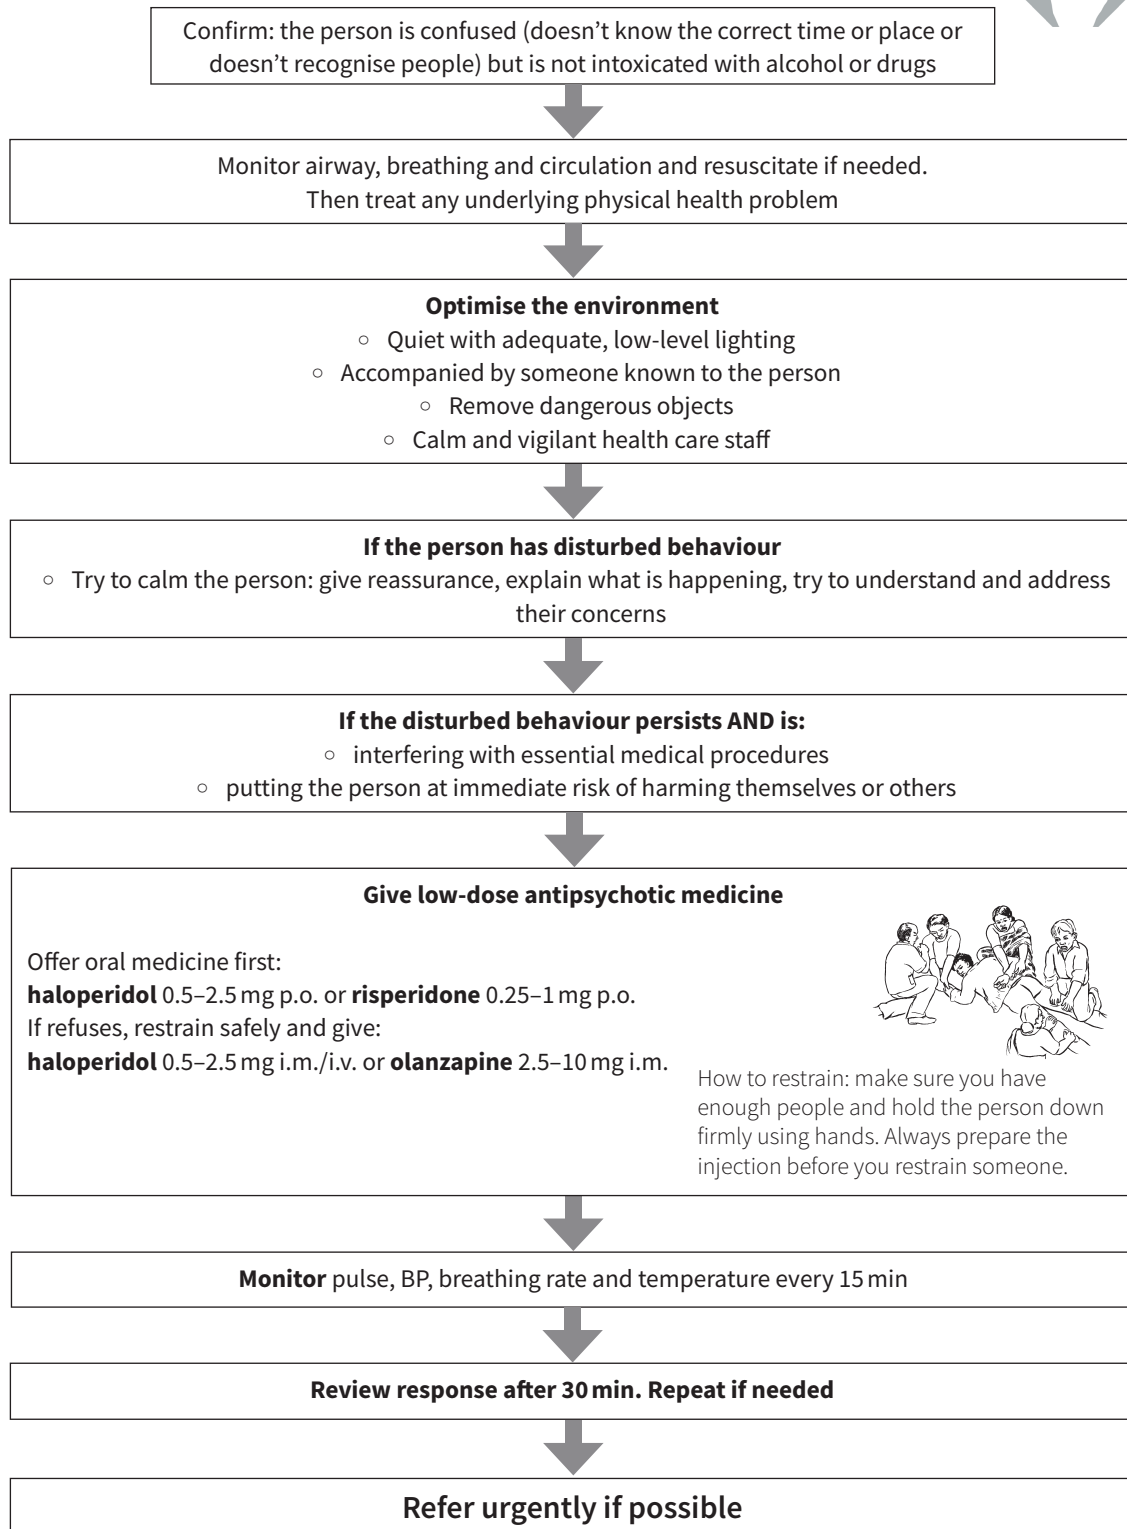 Confirm: the person is confused (doesn’t know the correct time or place or
doesn’t recognise people) but is not intoxicated with alcohol or drugs
Monitor airway, breathing and circulation and resuscitate if needed.
Then treat any underlying physical health problem
Optimise the environment
○ Quiet with adequate, low-level lighting
○ Accompanied by someone known to the person
○ Remove dangerous objects
○ Calm and vigilant health care staff
If the person has disturbed behaviour
○ Try to calm the person: give reassurance, explain what is happening, try to understand and address
their concerns
If the disturbed behaviour persists AND is:
○ interfering with essential medical procedures
○ putting the person at immediate risk of harming themselves or others
Give low-dose antipsychotic medicine
Offer oral medicine first:
haloperidol 0.5–2.5 mg p.o. or risperidone 0.25–1 mg p.o.
If refuses, restrain safely and give:
haloperidol 0.5–2.5 mg i.m./i.v. or olanzapine 2.5–10 mg i.m.
How to restrain: make sure you have
enough people and hold the person down
firmly using hands. Always prepare the
injection before you restrain someone.
Monitor pulse, BP, breathing rate and temperature every 15 min
Review response after 30 min. Repeat if needed
Refer urgently if possible